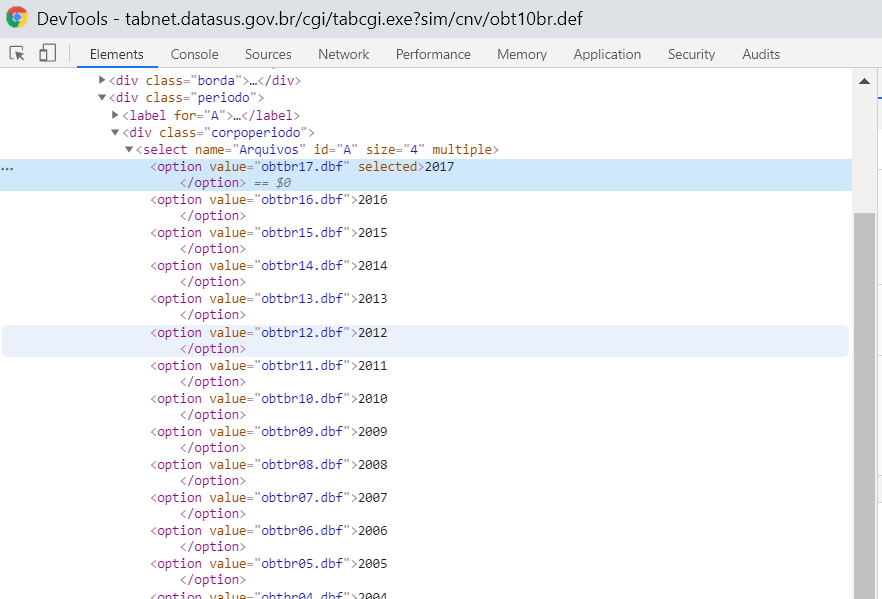 DevTools - tabnet.datasus.gov.br/cgi/tabcgi.exe?sim/cnv/obt10br.def
Elements Console Sources Network Performance Memory Application Security Audits
▶<div class="borda">…</div>
▼<div class="periodo">
▶<label for="A">…</label>
▼<div class="corpoperiodo">
▼<select name="Arquivos" id="A" size="4" multiple>
... <option value="obtbr17.dbf" selected>2017
</option> == $0
<option value="obtbr16.dbf">2016
</option>
<option value="obtbr15.dbf">2015
</option>
<option value="obtbr14.dbf">2014
</option>
<option value="obtbr13.dbf">2013
</option>
<option value="obtbr12.dbf">2012
</option>
<option value="obtbr11.dbf">2011
</option>
<option value="obtbr10.dbf">2010
</option>
<option value="obtbr09.dbf">2009
</option>
<option value="obtbr08.dbf">2008
</option>
<option value="obtbr07.dbf">2007
</option>
<option value="obtbr06.dbf">2006
</option>
<option value="obtbr05.dbf">2005
</option>
<option value="obtbr04.dbf">2004